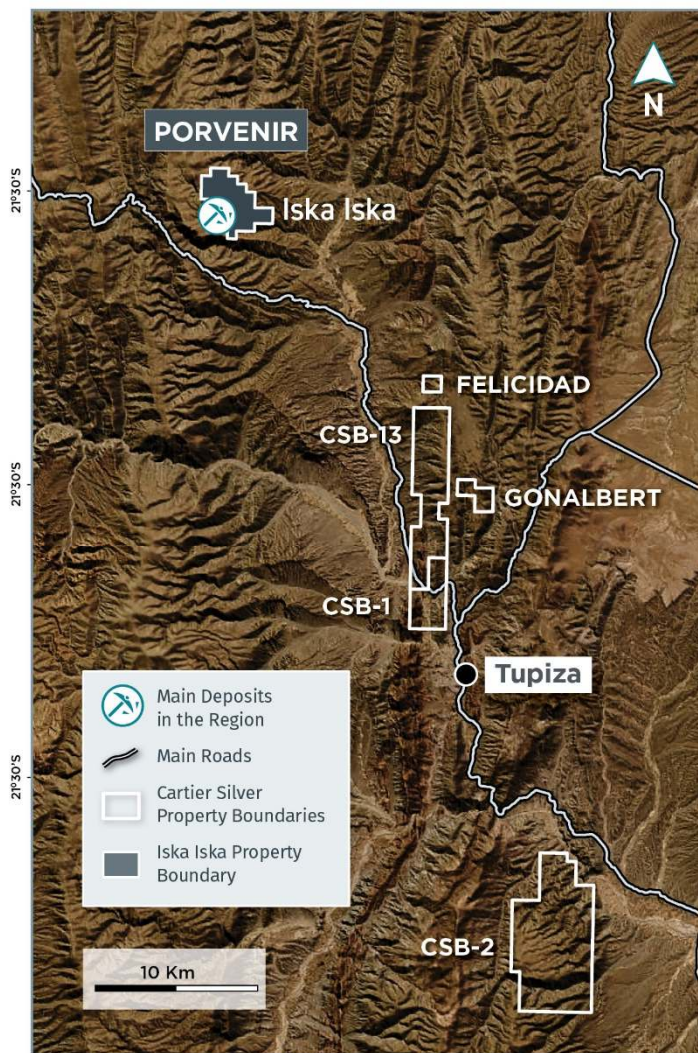 N
PORVENIR
21°30'S
Iska Iska
FELICIDAD
CSB-13
21°30'S
GONALBERT
CSB-1
Tupiza
Main Deposits
in the Region
Main Roads
21°30'S
Cartier Silver
Property Boundaries
Iska Iska Property
Boundary
CSB-2
10 Km